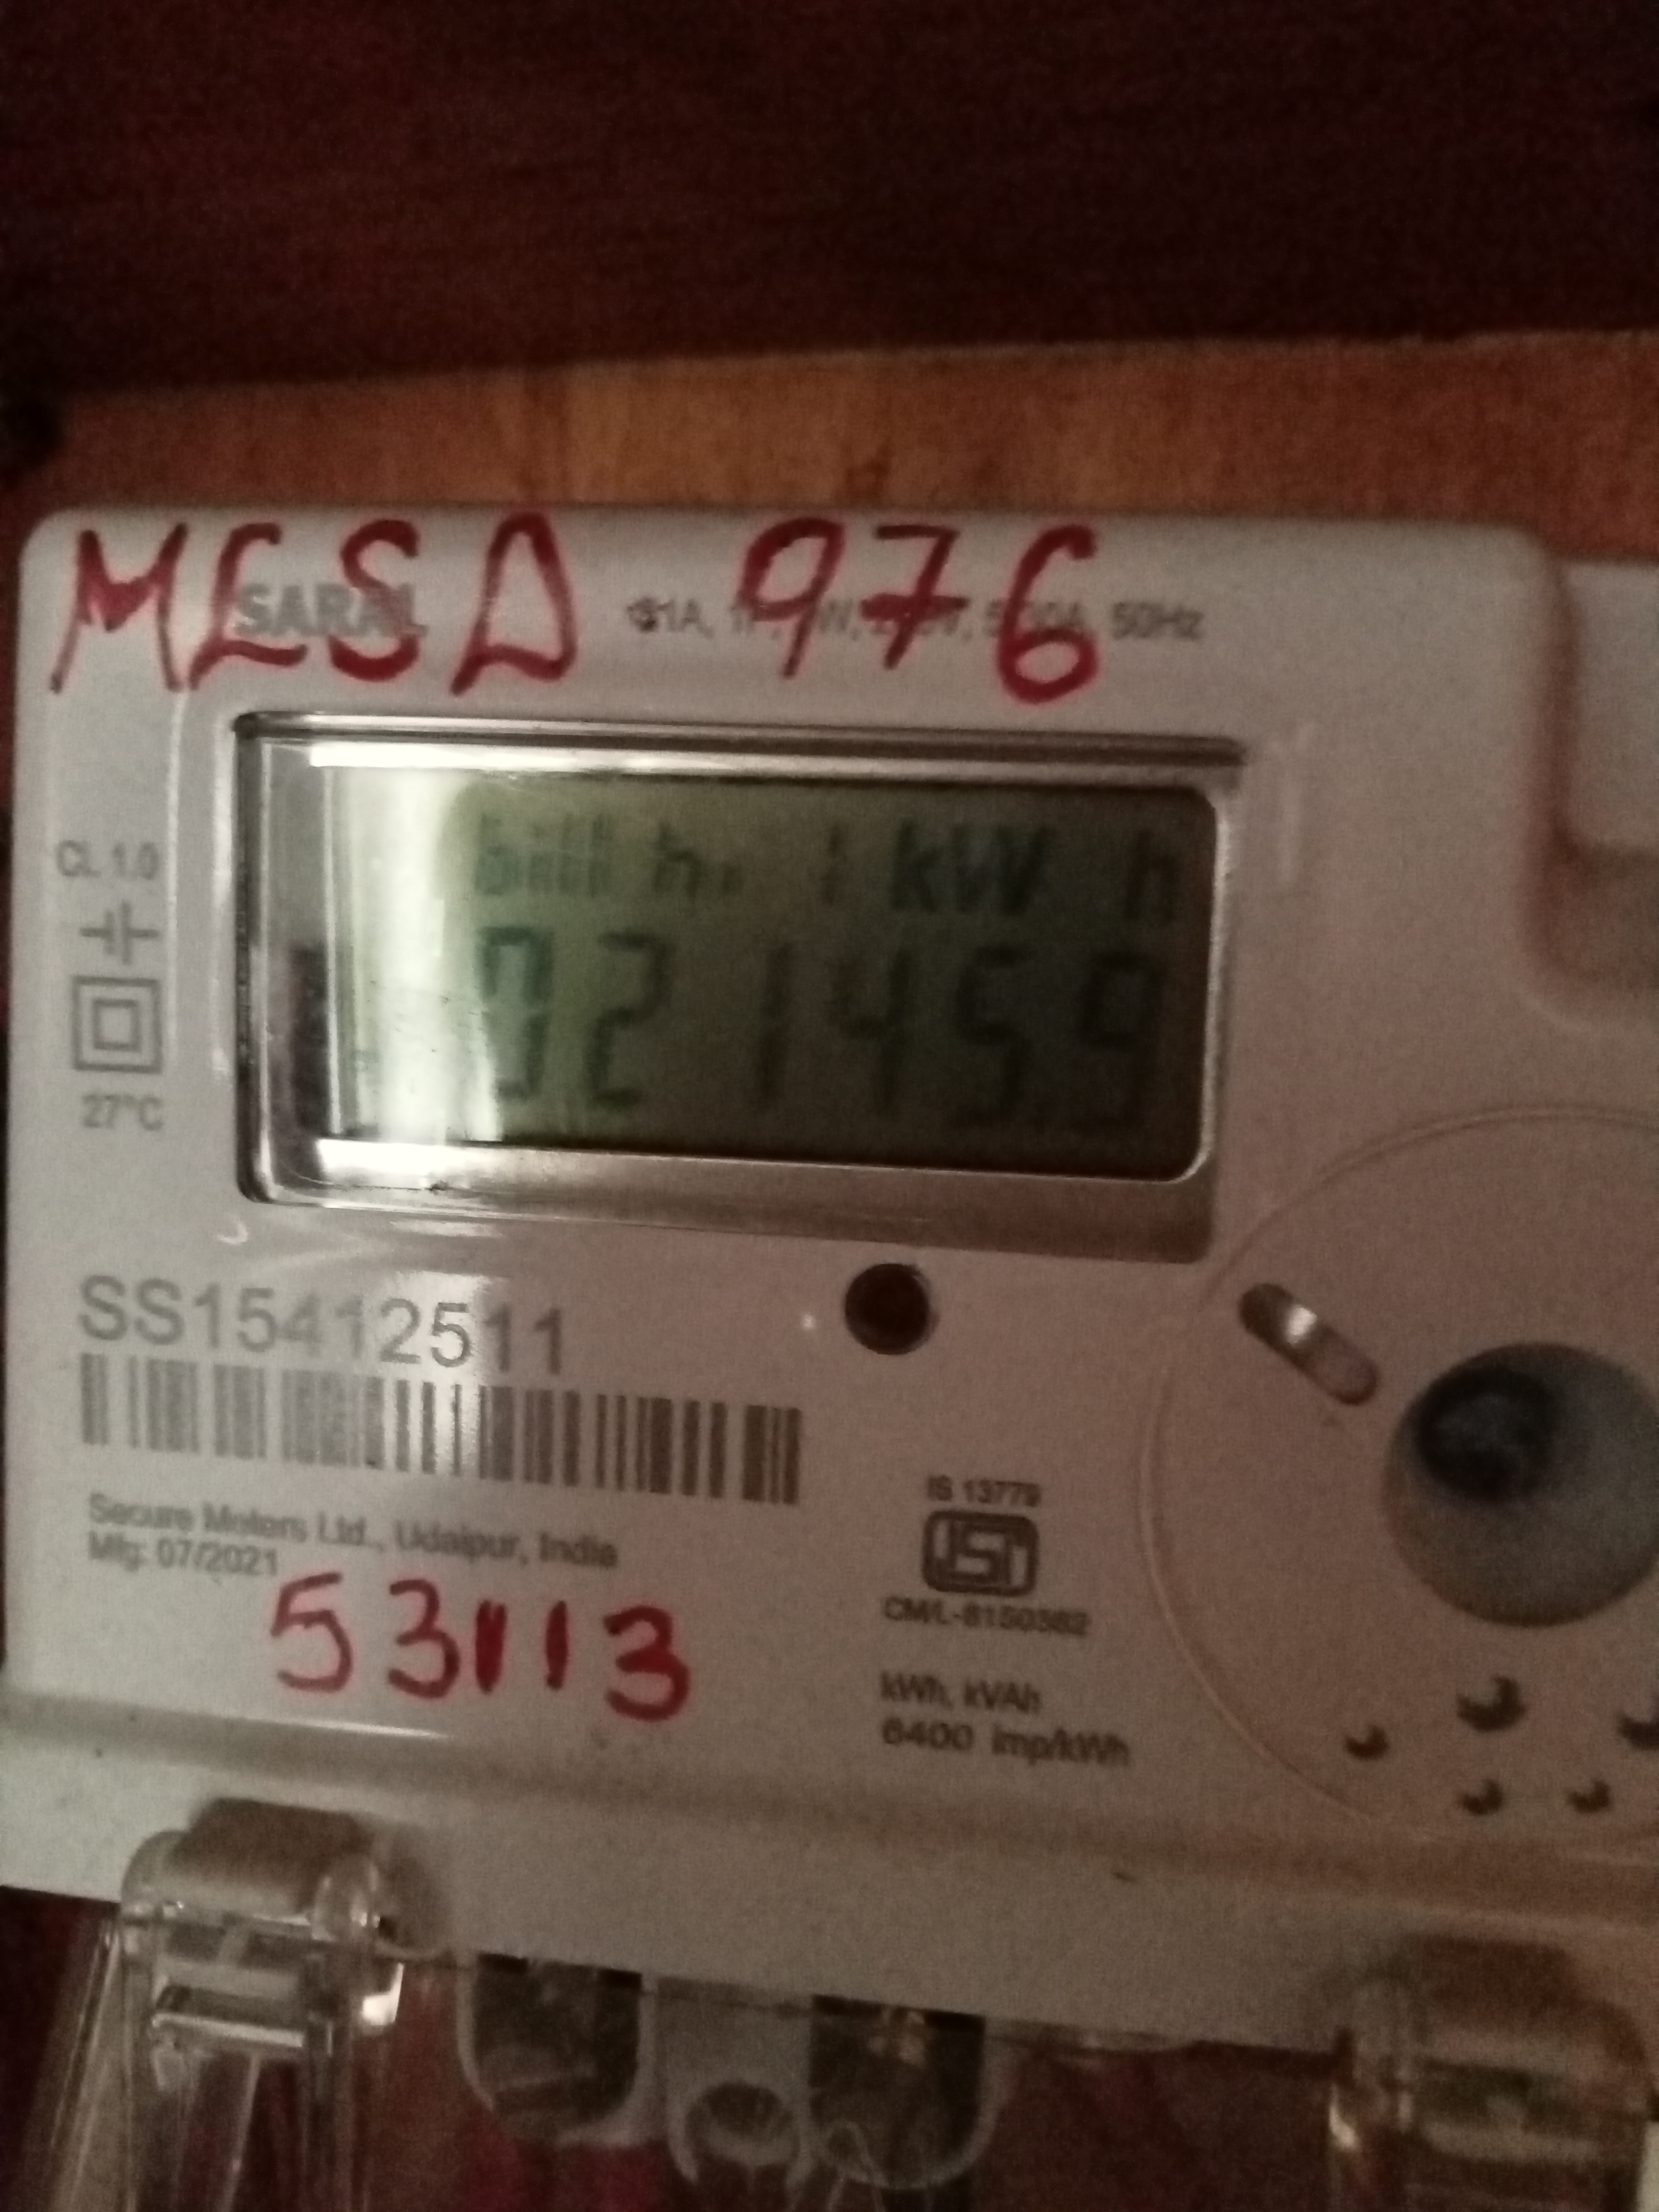 MESD 976
SARAL
50Hz
CL 1.0
kW h
021459
27°C
SS15412511
IS 13779
Secure Meters Ltd., Udaipur, India
Mfg: 07/2021
53113
kWh, kVAh
6400 imp/kWh